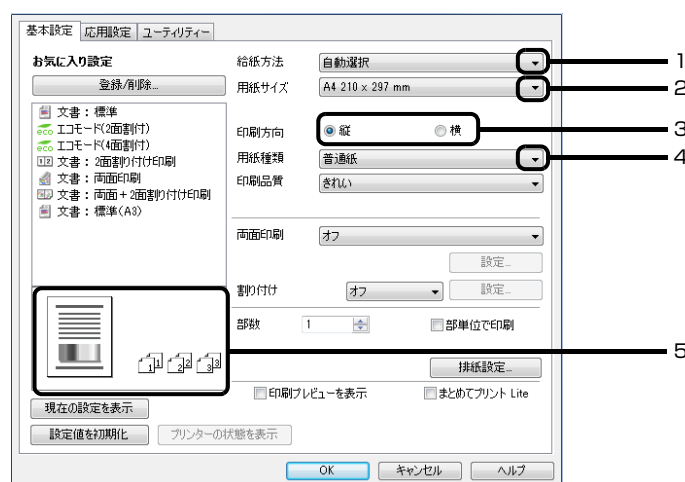 基本設定 応用設定 ユーティリティー
お気に入り設定
登録/削除...
文書：標準
eco エコモード(2面割付)
eco エコモード(4面割付)
12 文書：2面割り付け印刷
文書：両面印刷
文書：両面＋2面割り付け印刷
文書：標準(A3)
1 1 2 2 3 3
現在の設定を表示
設定値を初期化 プリンターの状態を表示
給紙方法 自動選択 1
用紙サイズ A4 210 x 297 mm 2
印刷方向 縦 横 3
用紙種類 普通紙 4
印刷品質 きれい
両面印刷 オフ
設定...
割り付け オフ 設定...
部数 1 部単位で印刷
5
排紙設定...
印刷プレビューを表示 まとめてプリント Lite
OK キャンセル ヘルプ